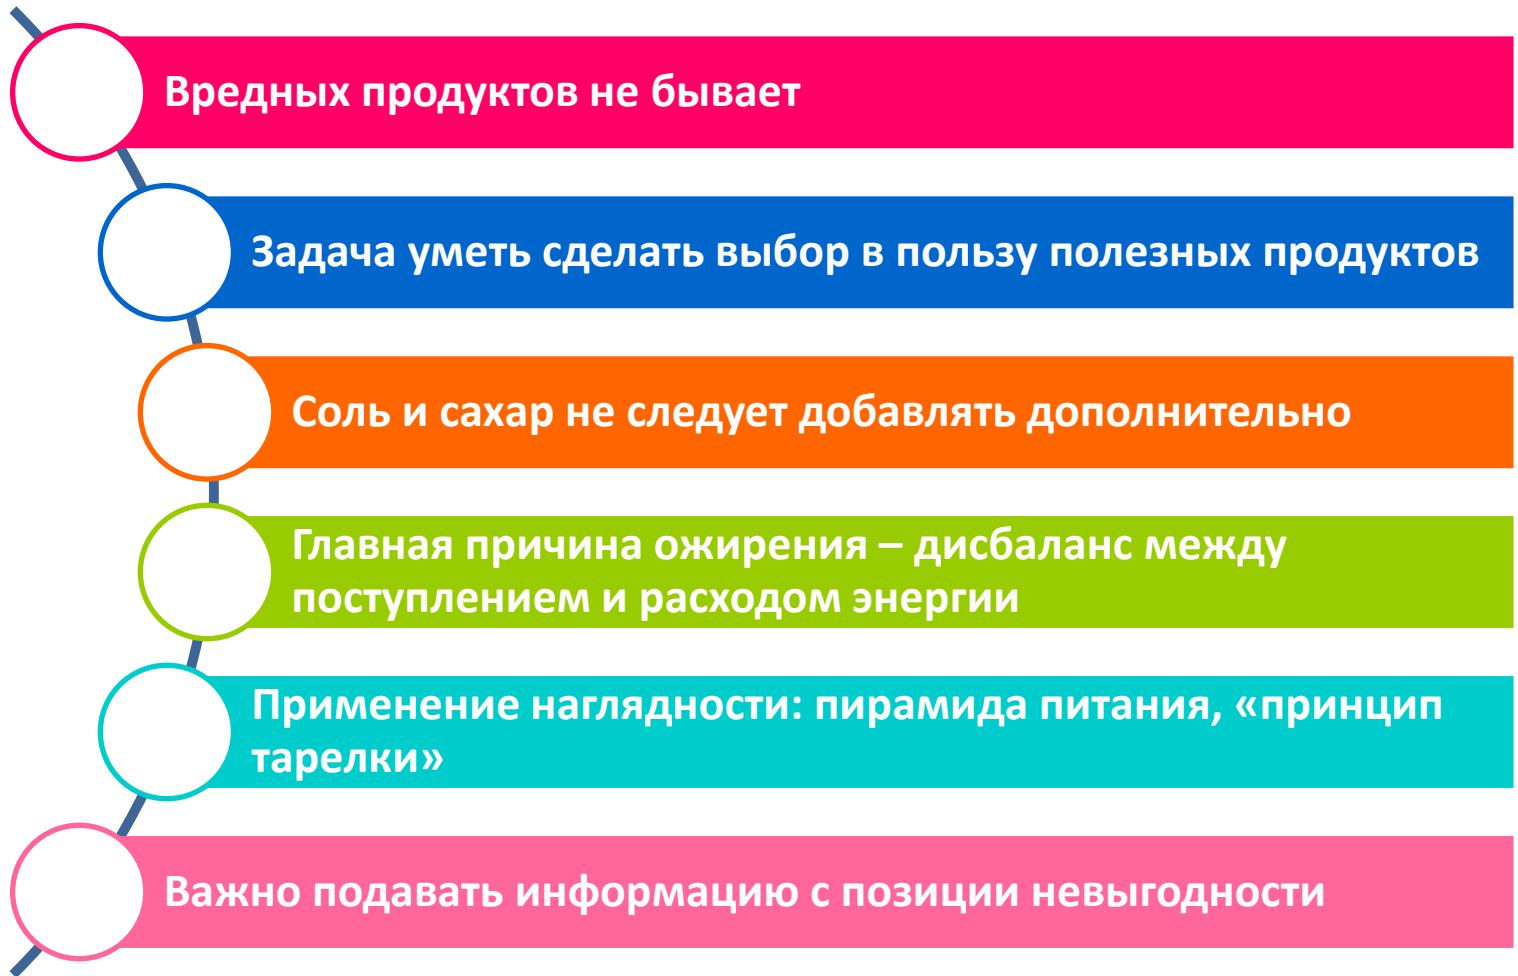 Вредных продуктов не бывает
Задача уметь сделать выбор в пользу полезных продуктов
Соль и сахар не следует добавлять дополнительно
Главная причина ожирения – дисбаланс между
поступлением и расходом энергии
Применение наглядности: пирамида питания, «принцип
тарелки»
Важно подавать информацию с позиции невыгодности